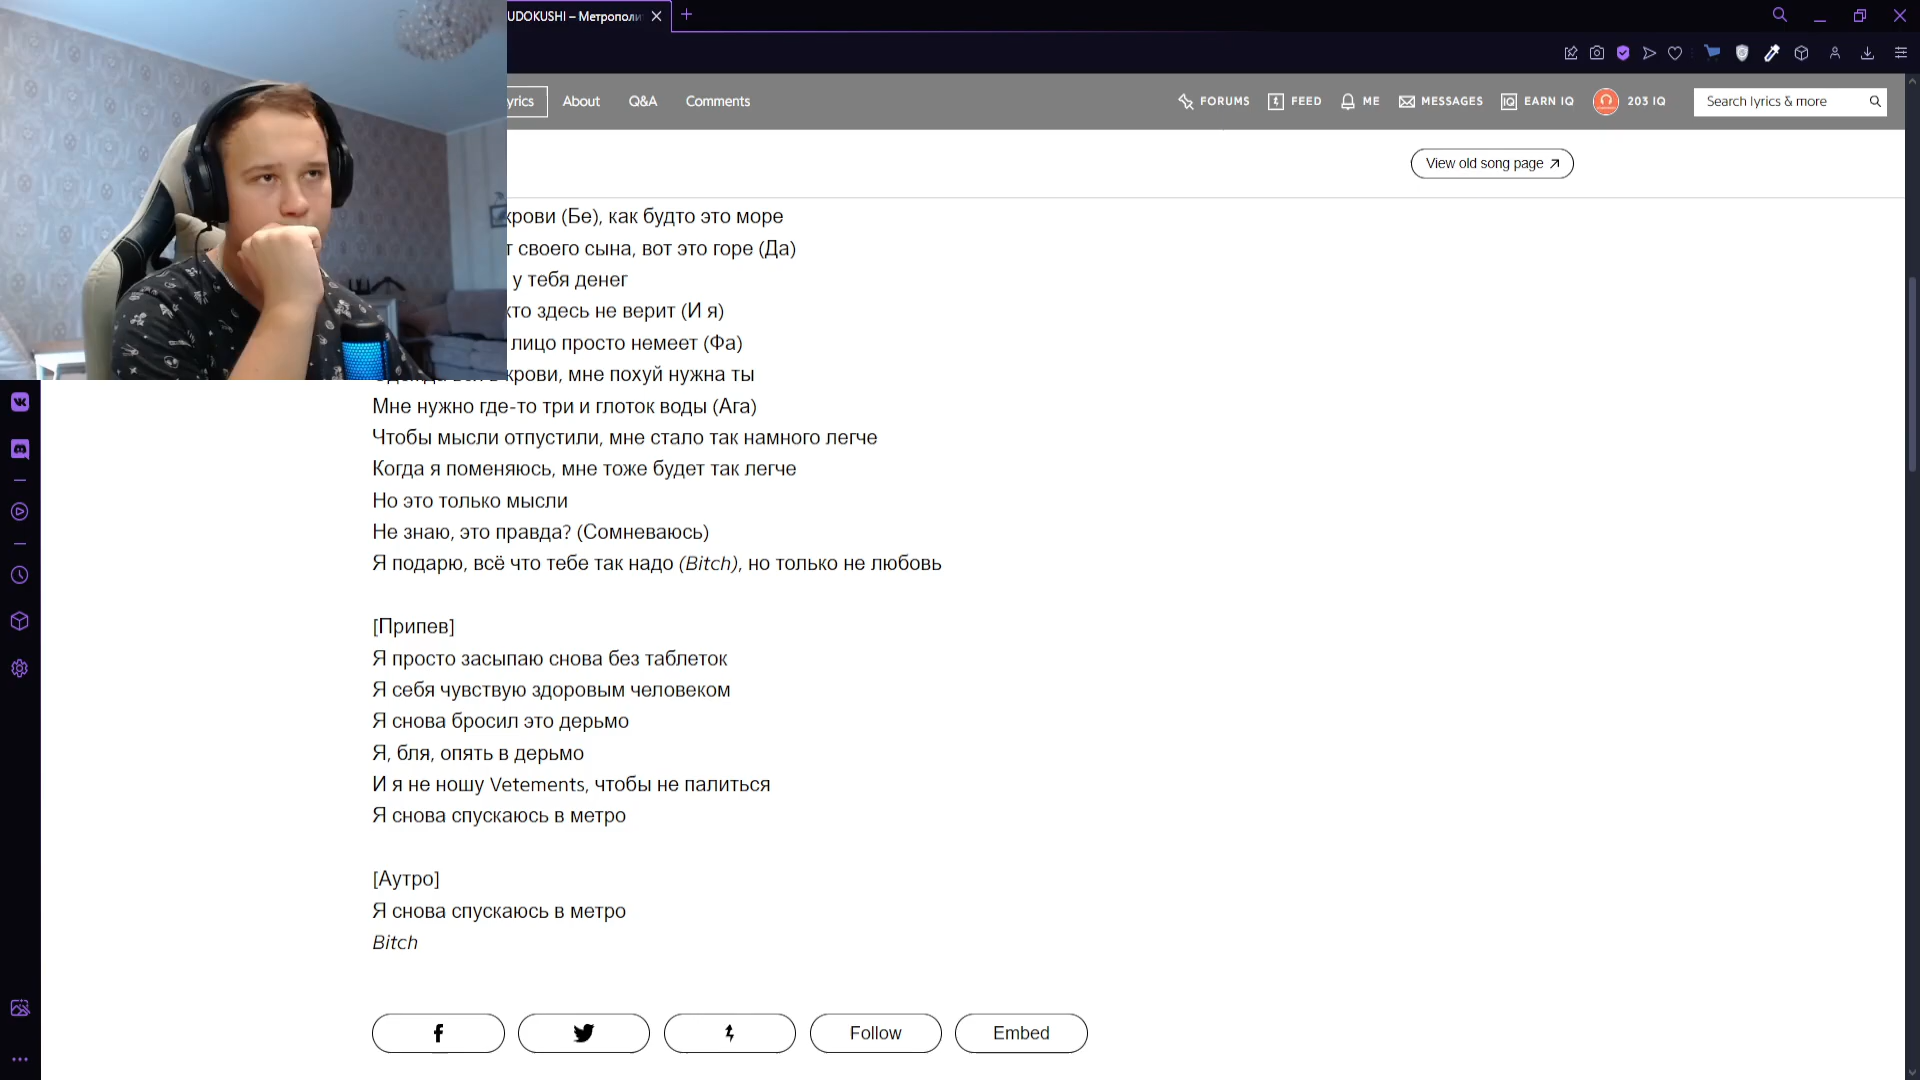 UDOKUSHI – Метрополи
yrics About Q&A Comments FORUMS FEED ME MESSAGES EARN IQ 203 IQ Search lyrics & more
View old song page
крови (Бе), как будто это море
т своего сына, вот это горе (Да)
у тебя денег
кто здесь не верит (И я)
лицо просто немеет (Фа)
крови, мне похуй нужна ты
Мне нужно где-то три и глоток воды (Ага)
Чтобы мысли отпустили, мне стало так намного легче
Когда я поменяюсь, мне тоже будет так легче
Но это только мысли
Не знаю, это правда? (Сомневаюсь)
Я подарю, всё что тебе так надо (Bitch), но только не любовь
[Припев]
Я просто засыпаю снова без таблеток
Я себя чувствую здоровым человеком
Я снова бросил это дерьмо
Я, бля, опять в дерьмо
И я не ношу Vetements, чтобы не палиться
Я снова спускаюсь в метро
[Аутро]
Я снова спускаюсь в метро
Bitch
Follow Embed